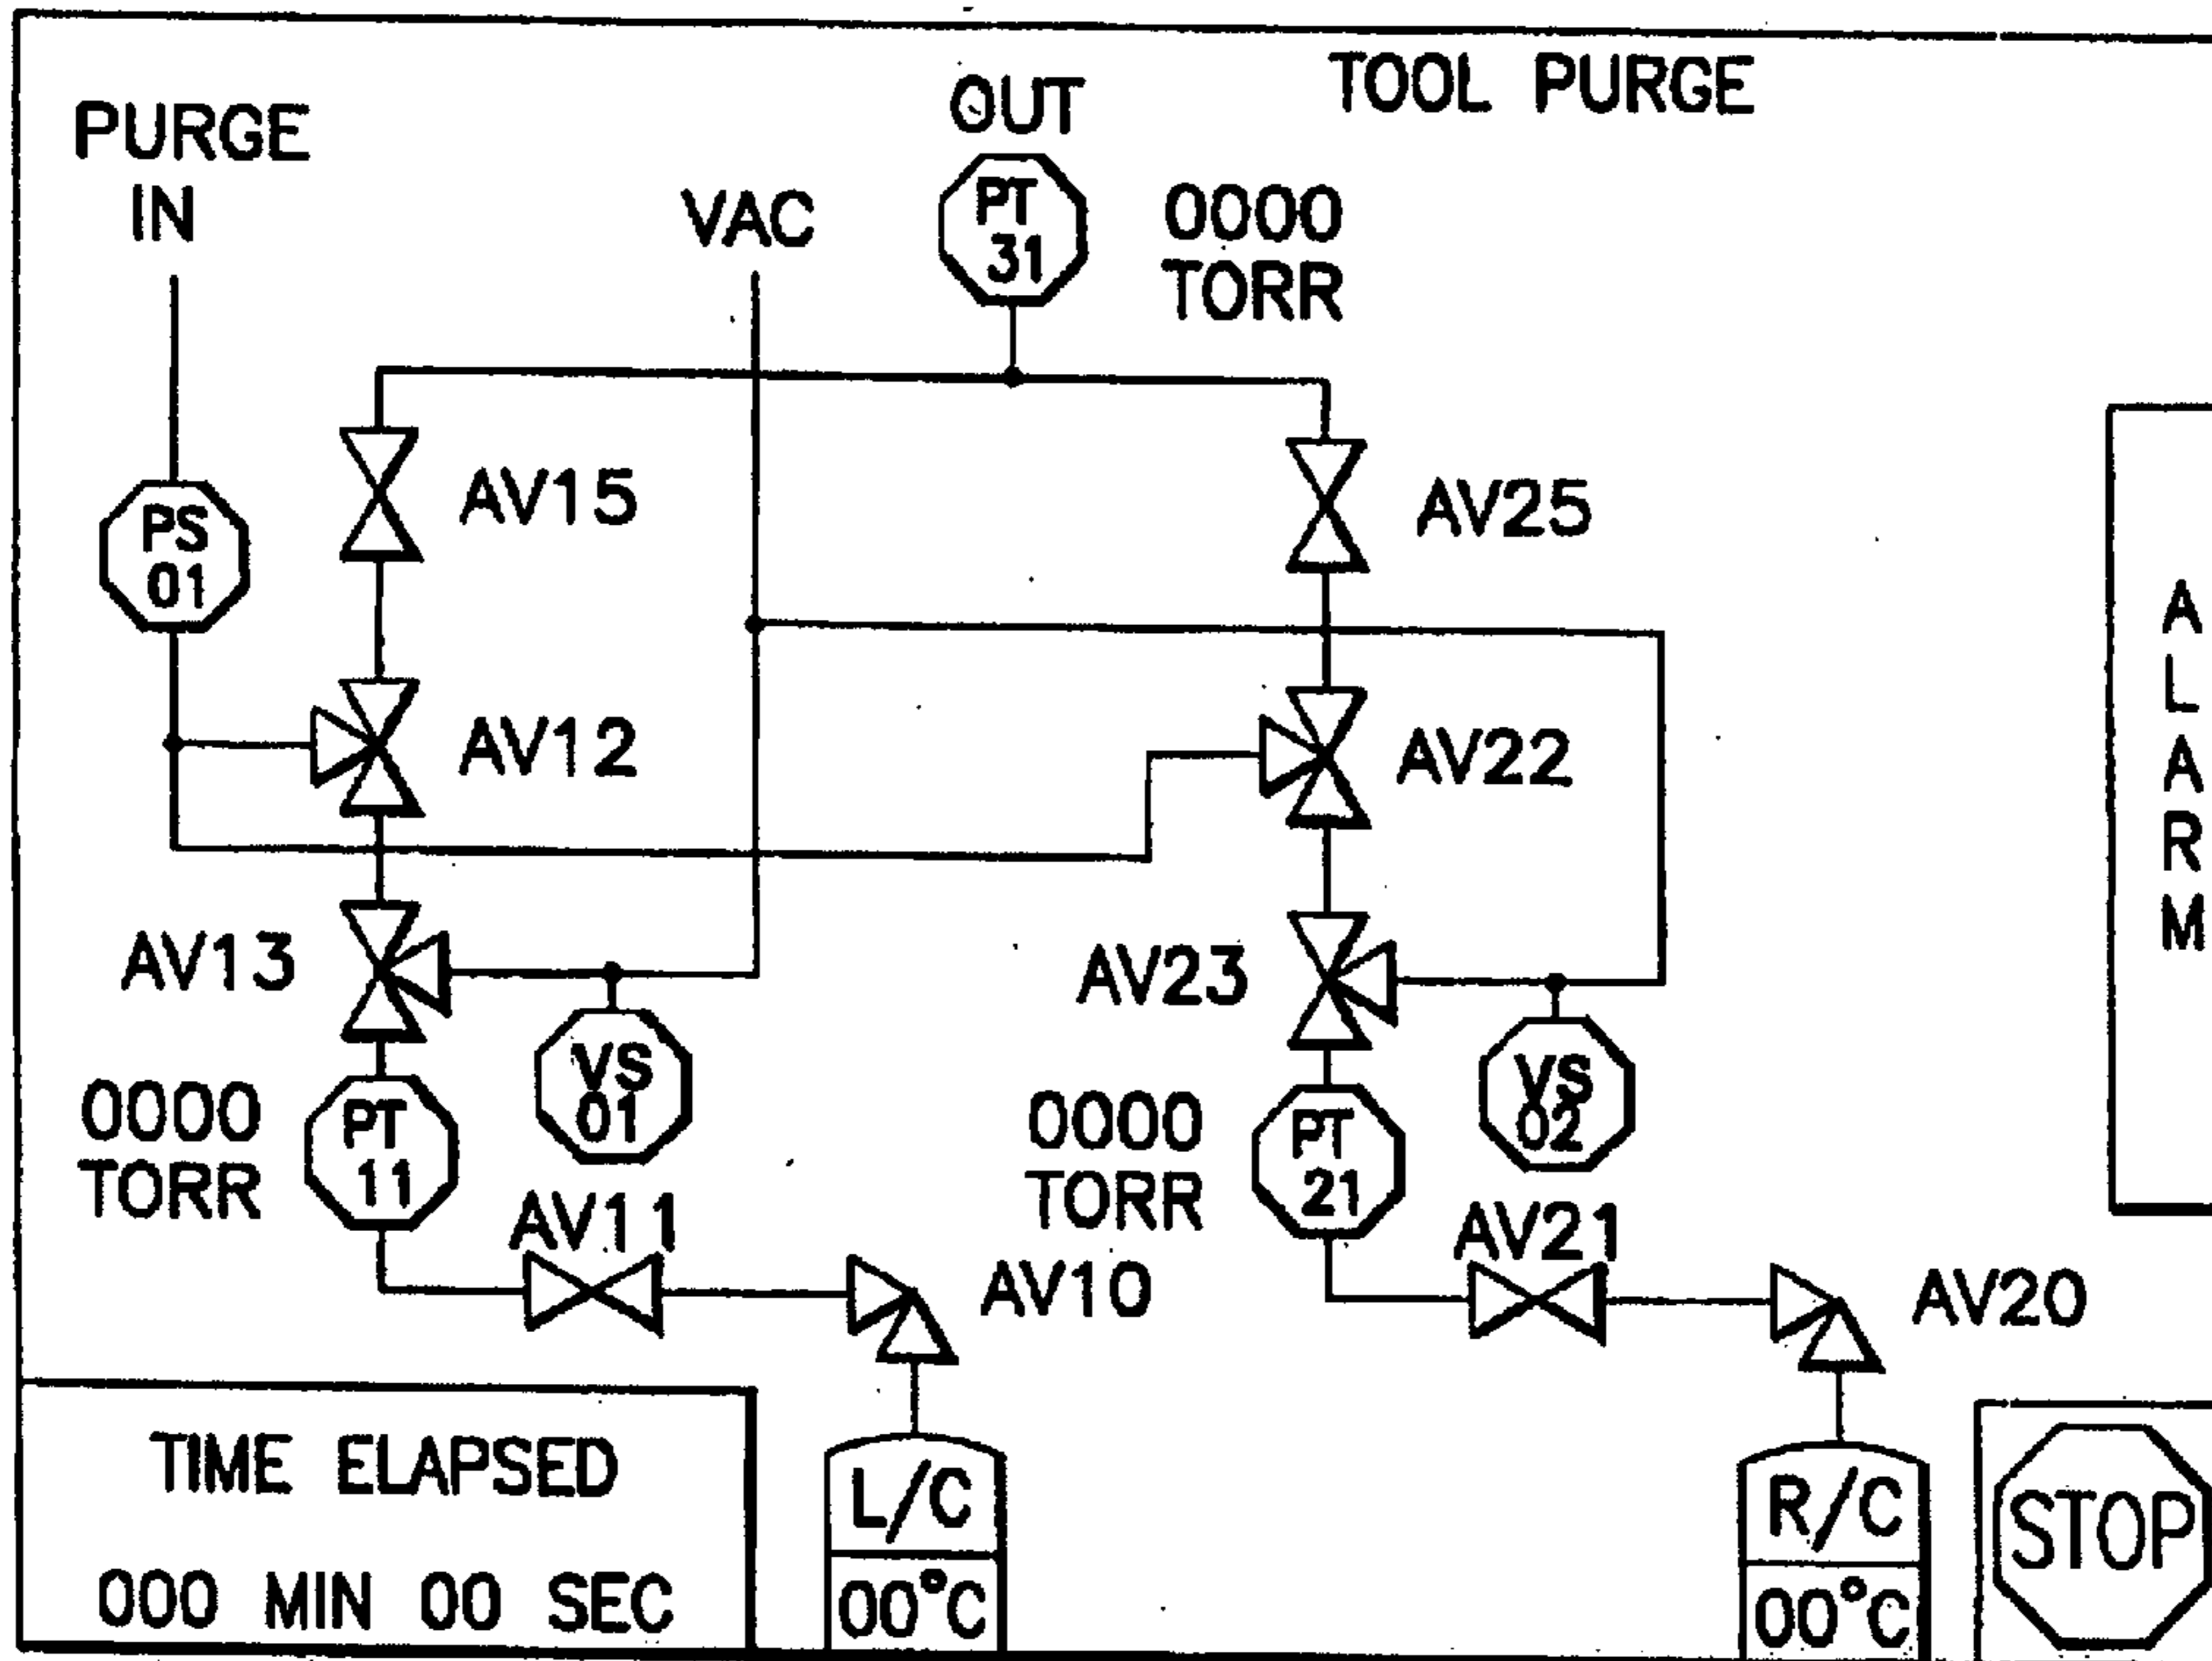 TOOL PURGE
PURGE
IN
VAC
OUT
PT
31
0000
TORR
PS
01
AV15
AV25
AV12
AV22
AV13
AV23
VS
01
VS
02
0000
TORR
PT
11
0000
TORR
PT
21
AV11
AV10
AV21
AV20
A
L
A
R
M
TIME ELAPSED
000 MIN 00 SEC
L/C
00°C
R/C
00°C
STOP